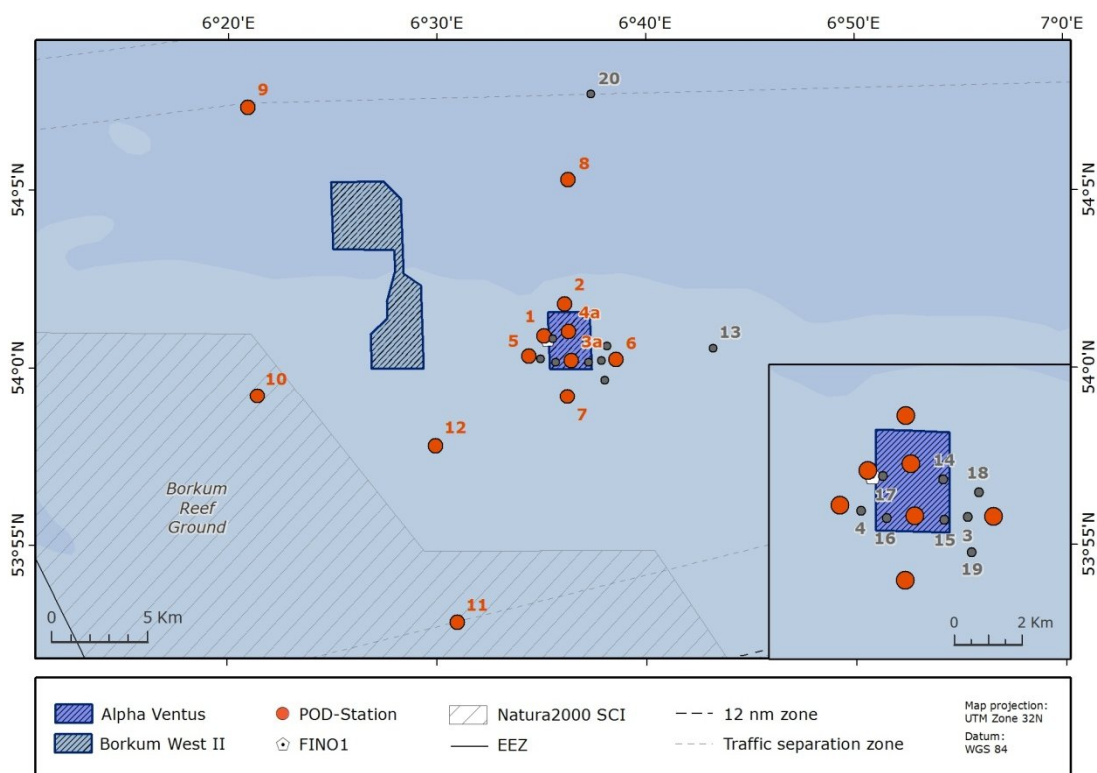 6°20'E 6°30'E 6°40'E 6°50'E 7°0'E
20
9
54°5'N
8
54°5'N
2
4a
1
13
3a
5
6
54°0'N
54°0'N
10
7
12
14
18
17
Borkum
Reef
Ground
4
3
16
15
53°55'N
53°55'N
19
11
0 5 Km
0 2 Km
Alpha Ventus
POD-Station
Natura2000 SCI
12 nm zone
Borkum West II
FINO1
EEZ
Traffic separation zone
Map projection:
UTM Zone 32N
Datum:
WGS 84